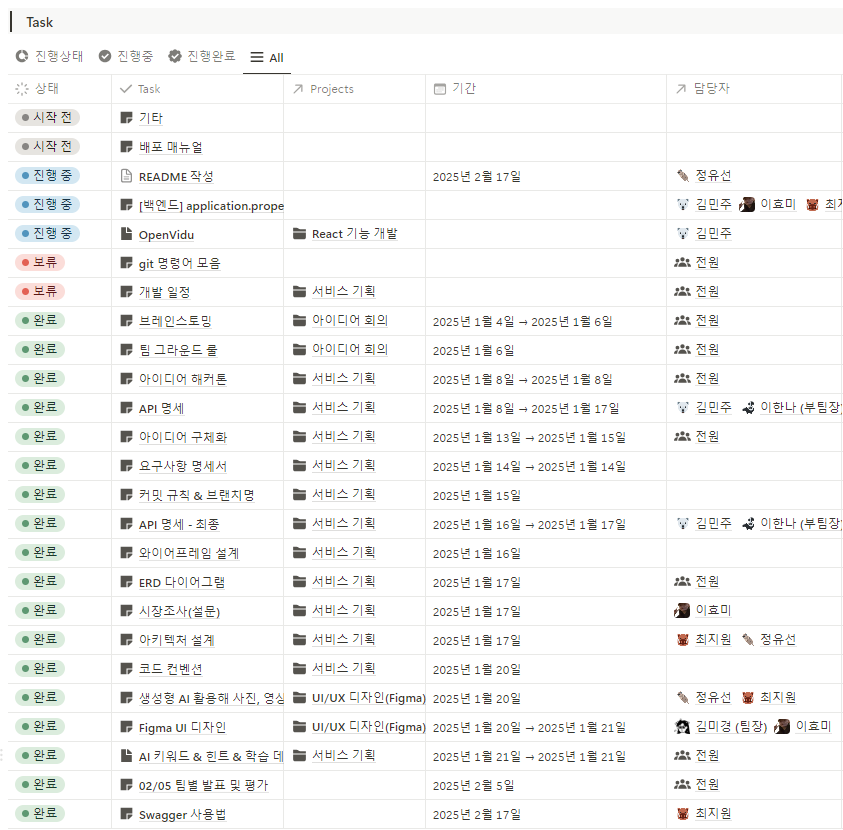 Task
진행상태 진행중 진행완료 All
상태 Task Projects 기간 담당자
시작 전 기타
시작 전 배포 매뉴얼
진행 중 README 작성 2025년 2월 17일 정유선
진행 중 [백엔드] application.prope 김민주 이효미 최지
진행 중 OpenVidu React 기능 개발 김민주
보류 git 명령어 모음 전원
보류 개발 일정 서비스 기획 전원
완료 브레인스토밍 아이디어 회의 2025년 1월 4일 → 2025년 1월 6일 전원
완료 팀 그라운드 룰 아이디어 회의 2025년 1월 6일 전원
완료 아이디어 해커톤 서비스 기획 2025년 1월 8일 → 2025년 1월 8일 전원
완료 API 명세 서비스 기획 2025년 1월 8일 → 2025년 1월 17일 김민주 이한나 (부팀장)
완료 아이디어 구체화 서비스 기획 2025년 1월 13일 → 2025년 1월 15일 전원
완료 요구사항 명세서 서비스 기획 2025년 1월 14일 → 2025년 1월 14일
완료 커밋 규칙 & 브랜치명 서비스 기획 2025년 1월 15일
완료 API 명세 - 최종 서비스 기획 2025년 1월 16일 → 2025년 1월 17일 김민주 이한나 (부팀장)
완료 와이어프레임 설계 서비스 기획 2025년 1월 16일
완료 ERD 다이어그램 서비스 기획 2025년 1월 17일 전원
완료 시장조사(설문) 서비스 기획 2025년 1월 17일 이효미
완료 아키텍처 설계 서비스 기획 2025년 1월 17일 최지원 정유선
완료 코드 컨벤션 서비스 기획 2025년 1월 20일
완료 생성형 AI 활용해 사진, 영상 UI/UX 디자인(Figma) 2025년 1월 20일 정유선 최지원
완료 Figma UI 디자인 UI/UX 디자인(Figma) 2025년 1월 20일 → 2025년 1월 21일 김미경 (팀장) 이효미
완료 AI 키워드 & 힌트 & 학습 데 서비스 기획 2025년 1월 21일 → 2025년 1월 21일 전원
완료 02/05 팀별 발표 및 평가 2025년 2월 5일 전원
완료 Swagger 사용법 2025년 2월 17일 최지원